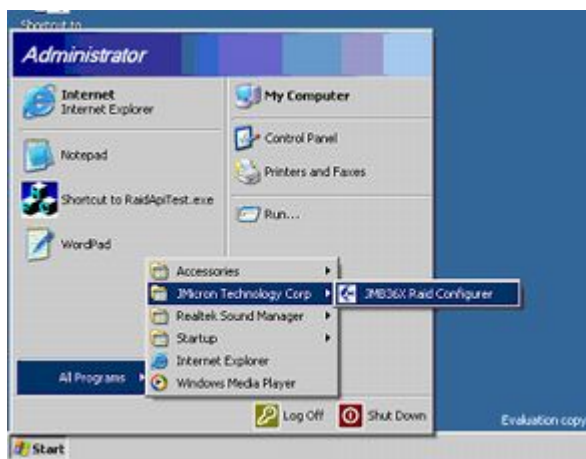 Shortcut to
Administrator
Internet
Internet Explorer
My Computer
Notepad
Control Panel
Printers and Faxes
Shortcut to RaidApiTest.exe
Run...
WordPad
Accessories
JMicron Technology Corp
JMB36X Raid Configurer
Realtek Sound Manager
Startup
Internet Explorer
Windows Media Player
All Programs
Log Off
Shut Down
Evaluation copy
Start